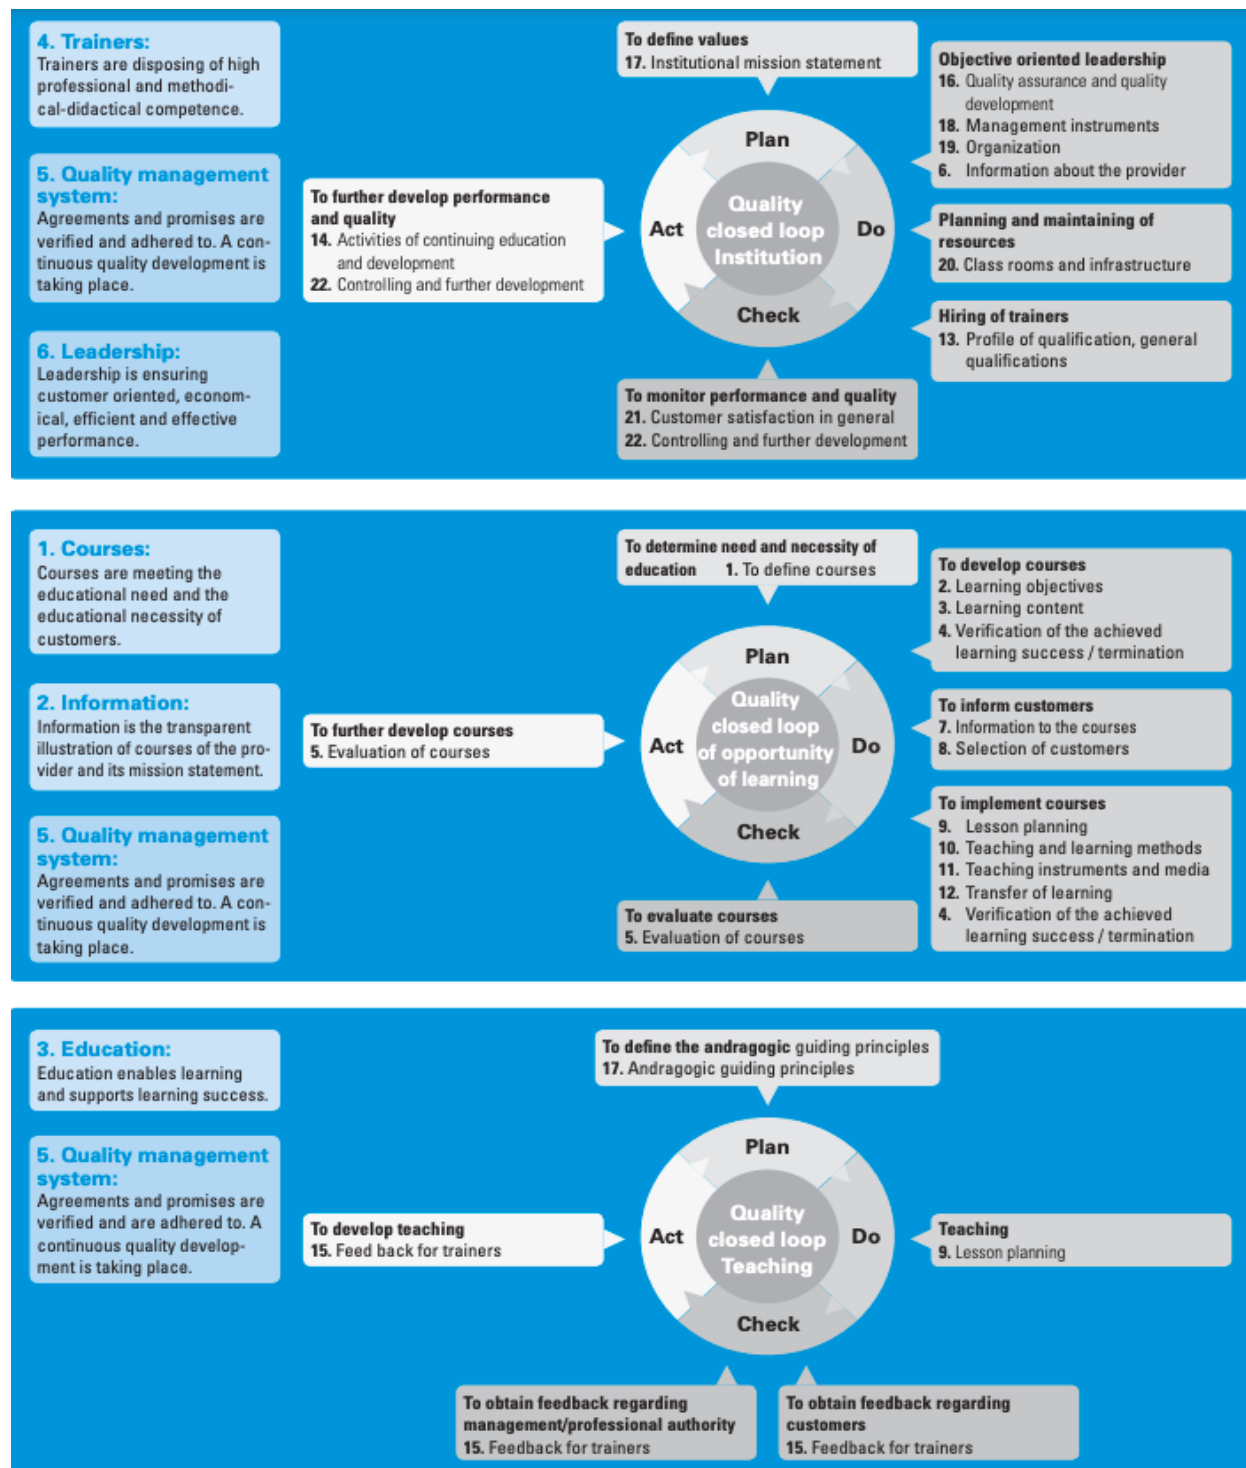 4. Trainers:
Trainers are disposing of high
professional and methodi-
cal-didactical competence.
5. Quality management
system:
Agreements and promises are
verified and adhered to. A con-
tinuous quality development is
taking place.
6. Leadership:
Leadership is ensuring
customer oriented, econom-
ical, efficient and effective
performance.
To further develop performance
and quality
14. Activities of continuing education
and development
22. Controlling and further development
To define values
17. Institutional mission statement
Plan
Act
Quality
closed loop
Institution
Do
Check
To monitor performance and quality
21. Customer satisfaction in general
22. Controlling and further development
Objective oriented leadership
16. Quality assurance and quality
development
18. Management instruments
19. Organization
6. Information about the provider
Planning and maintaining of
resources
20. Class rooms and infrastructure
Hiring of trainers
13. Profile of qualification, general
qualifications
1. Courses:
Courses are meeting the
educational need and the
educational necessity of
customers.
2. Information:
Information is the transparent
illustration of courses of the pro-
vider and its mission statement.
5. Quality management
system:
Agreements and promises are
verified and adhered to. A con-
tinuous quality development is
taking place.
To further develop courses
5. Evaluation of courses
To determine need and necessity of
education 1. To define courses
Plan
Act
Quality
closed loop
of opportunity
of learning
Do
Check
To evaluate courses
5. Evaluation of courses
To develop courses
2. Learning objectives
3. Learning content
4. Verification of the achieved
learning success / termination
To inform customers
7. Information to the courses
8. Selection of customers
To implement courses
9. Lesson planning
10. Teaching and learning methods
11. Teaching instruments and media
12. Transfer of learning
4. Verification of the achieved
learning success / termination
3. Education:
Education enables learning
and supports learning success.
5. Quality management
system:
Agreements and promises are
verified and are adhered to. A
continuous quality develop-
ment is taking place.
To develop teaching
15. Feed back for trainers
To define the andragogic guiding principles
17. Andragogic guiding principles
Plan
Act
Quality
closed loop
Teaching
Do
Check
Teaching
9. Lesson planning
To obtain feedback regarding
management/professional authority
15. Feedback for trainers
To obtain feedback regarding
customers
15. Feedback for trainers